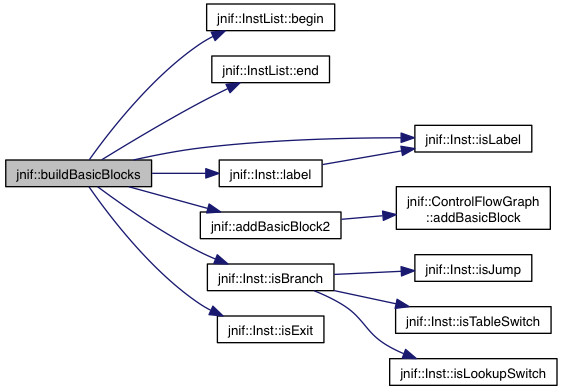 jnif::InstList::begin
jnif::InstList::end
jnif::Inst::isLabel
jnif::buildBasicBlocks
jnif::Inst::label
jnif::ControlFlowGraph
::addBasicBlock
jnif::addBasicBlock2
jnif::Inst::isBranch
jnif::Inst::isJump
jnif::Inst::isTableSwitch
jnif::Inst::isExit
jnif::Inst::isLookupSwitch